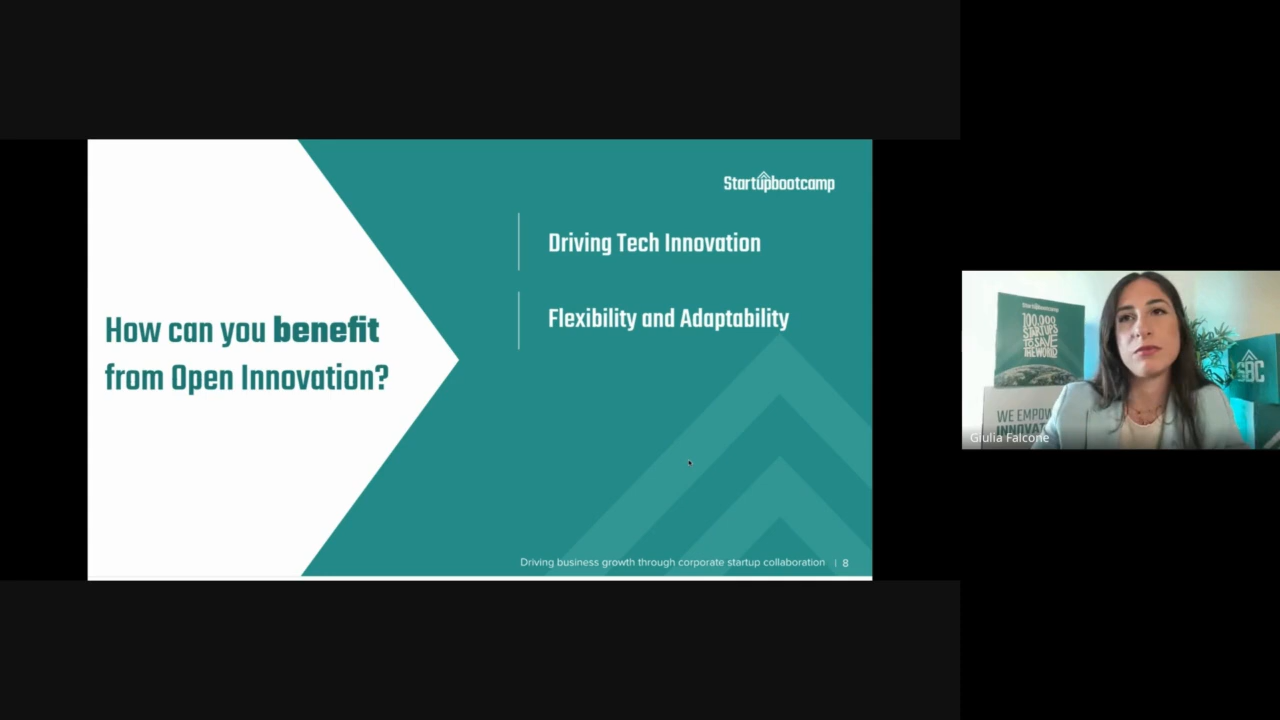 Startupbootcamp
Driving Tech Innovation
Flexibility and Adaptability
How can you benefit
from Open Innovation?
Driving business growth through corporate startup collaboration | 8
Startupbootcamp
100.000
STARTUPS
TO SAVE
THE WORLD
SBC
WE EMPOW
INNOVAT
Giulia Falcone